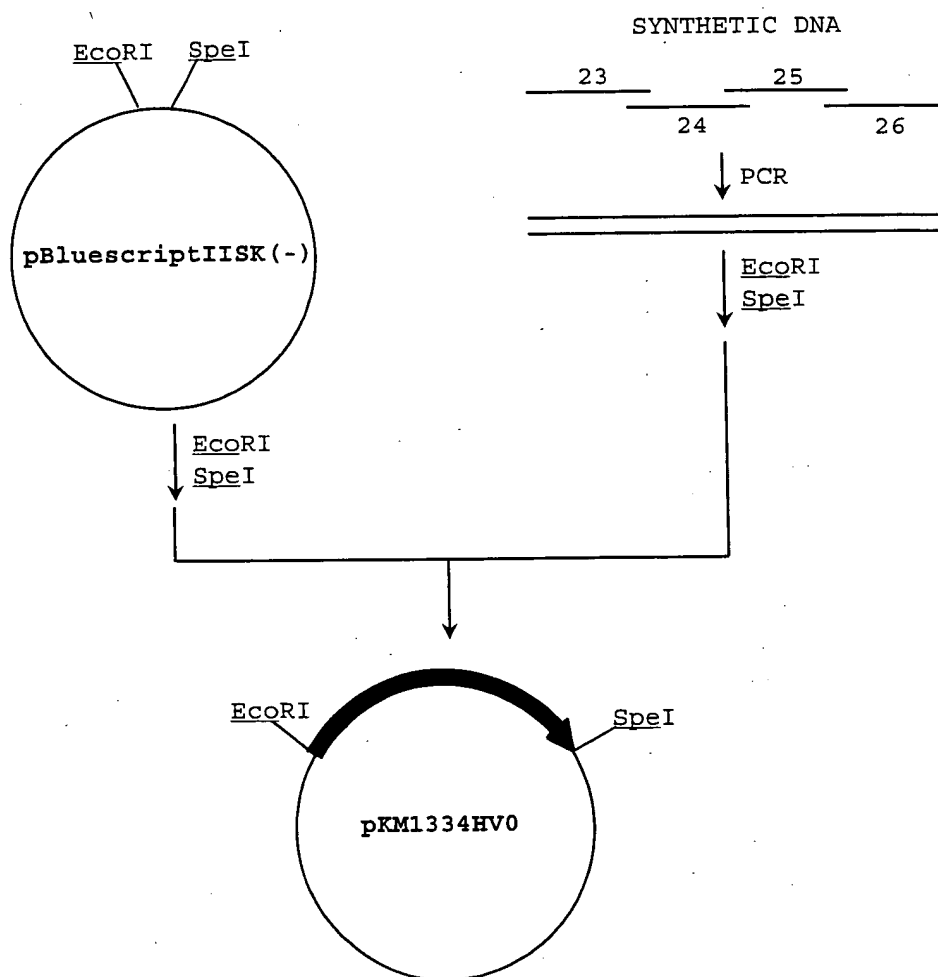 SYNTHETIC DNA
EcoRI SpeI
23 25
24 26
PCR
pBluescriptIISK(-)
EcoRI
SpeI
EcoRI
SpeI
EcoRI
SpeI
pKM1334HV0